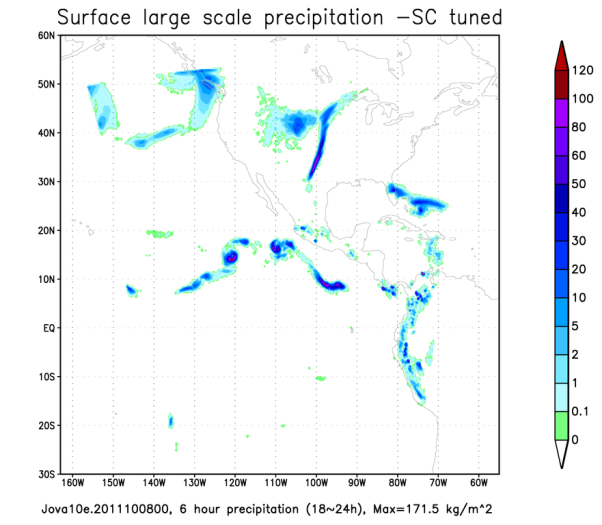 Surface large scale precipitation -SC tuned
60N
50N
40N
30N
20N
10N
EQ
10S
20S
30S
160W 150W 140W 130W 120W 110W 100W 90W 80W 70W 60W
120
100
80
60
50
40
30
20
10
5
2
1
0.1
0
Jova10e.2011100800, 6 hour precipitation (18~24h), Max=171.5 kg/m^2